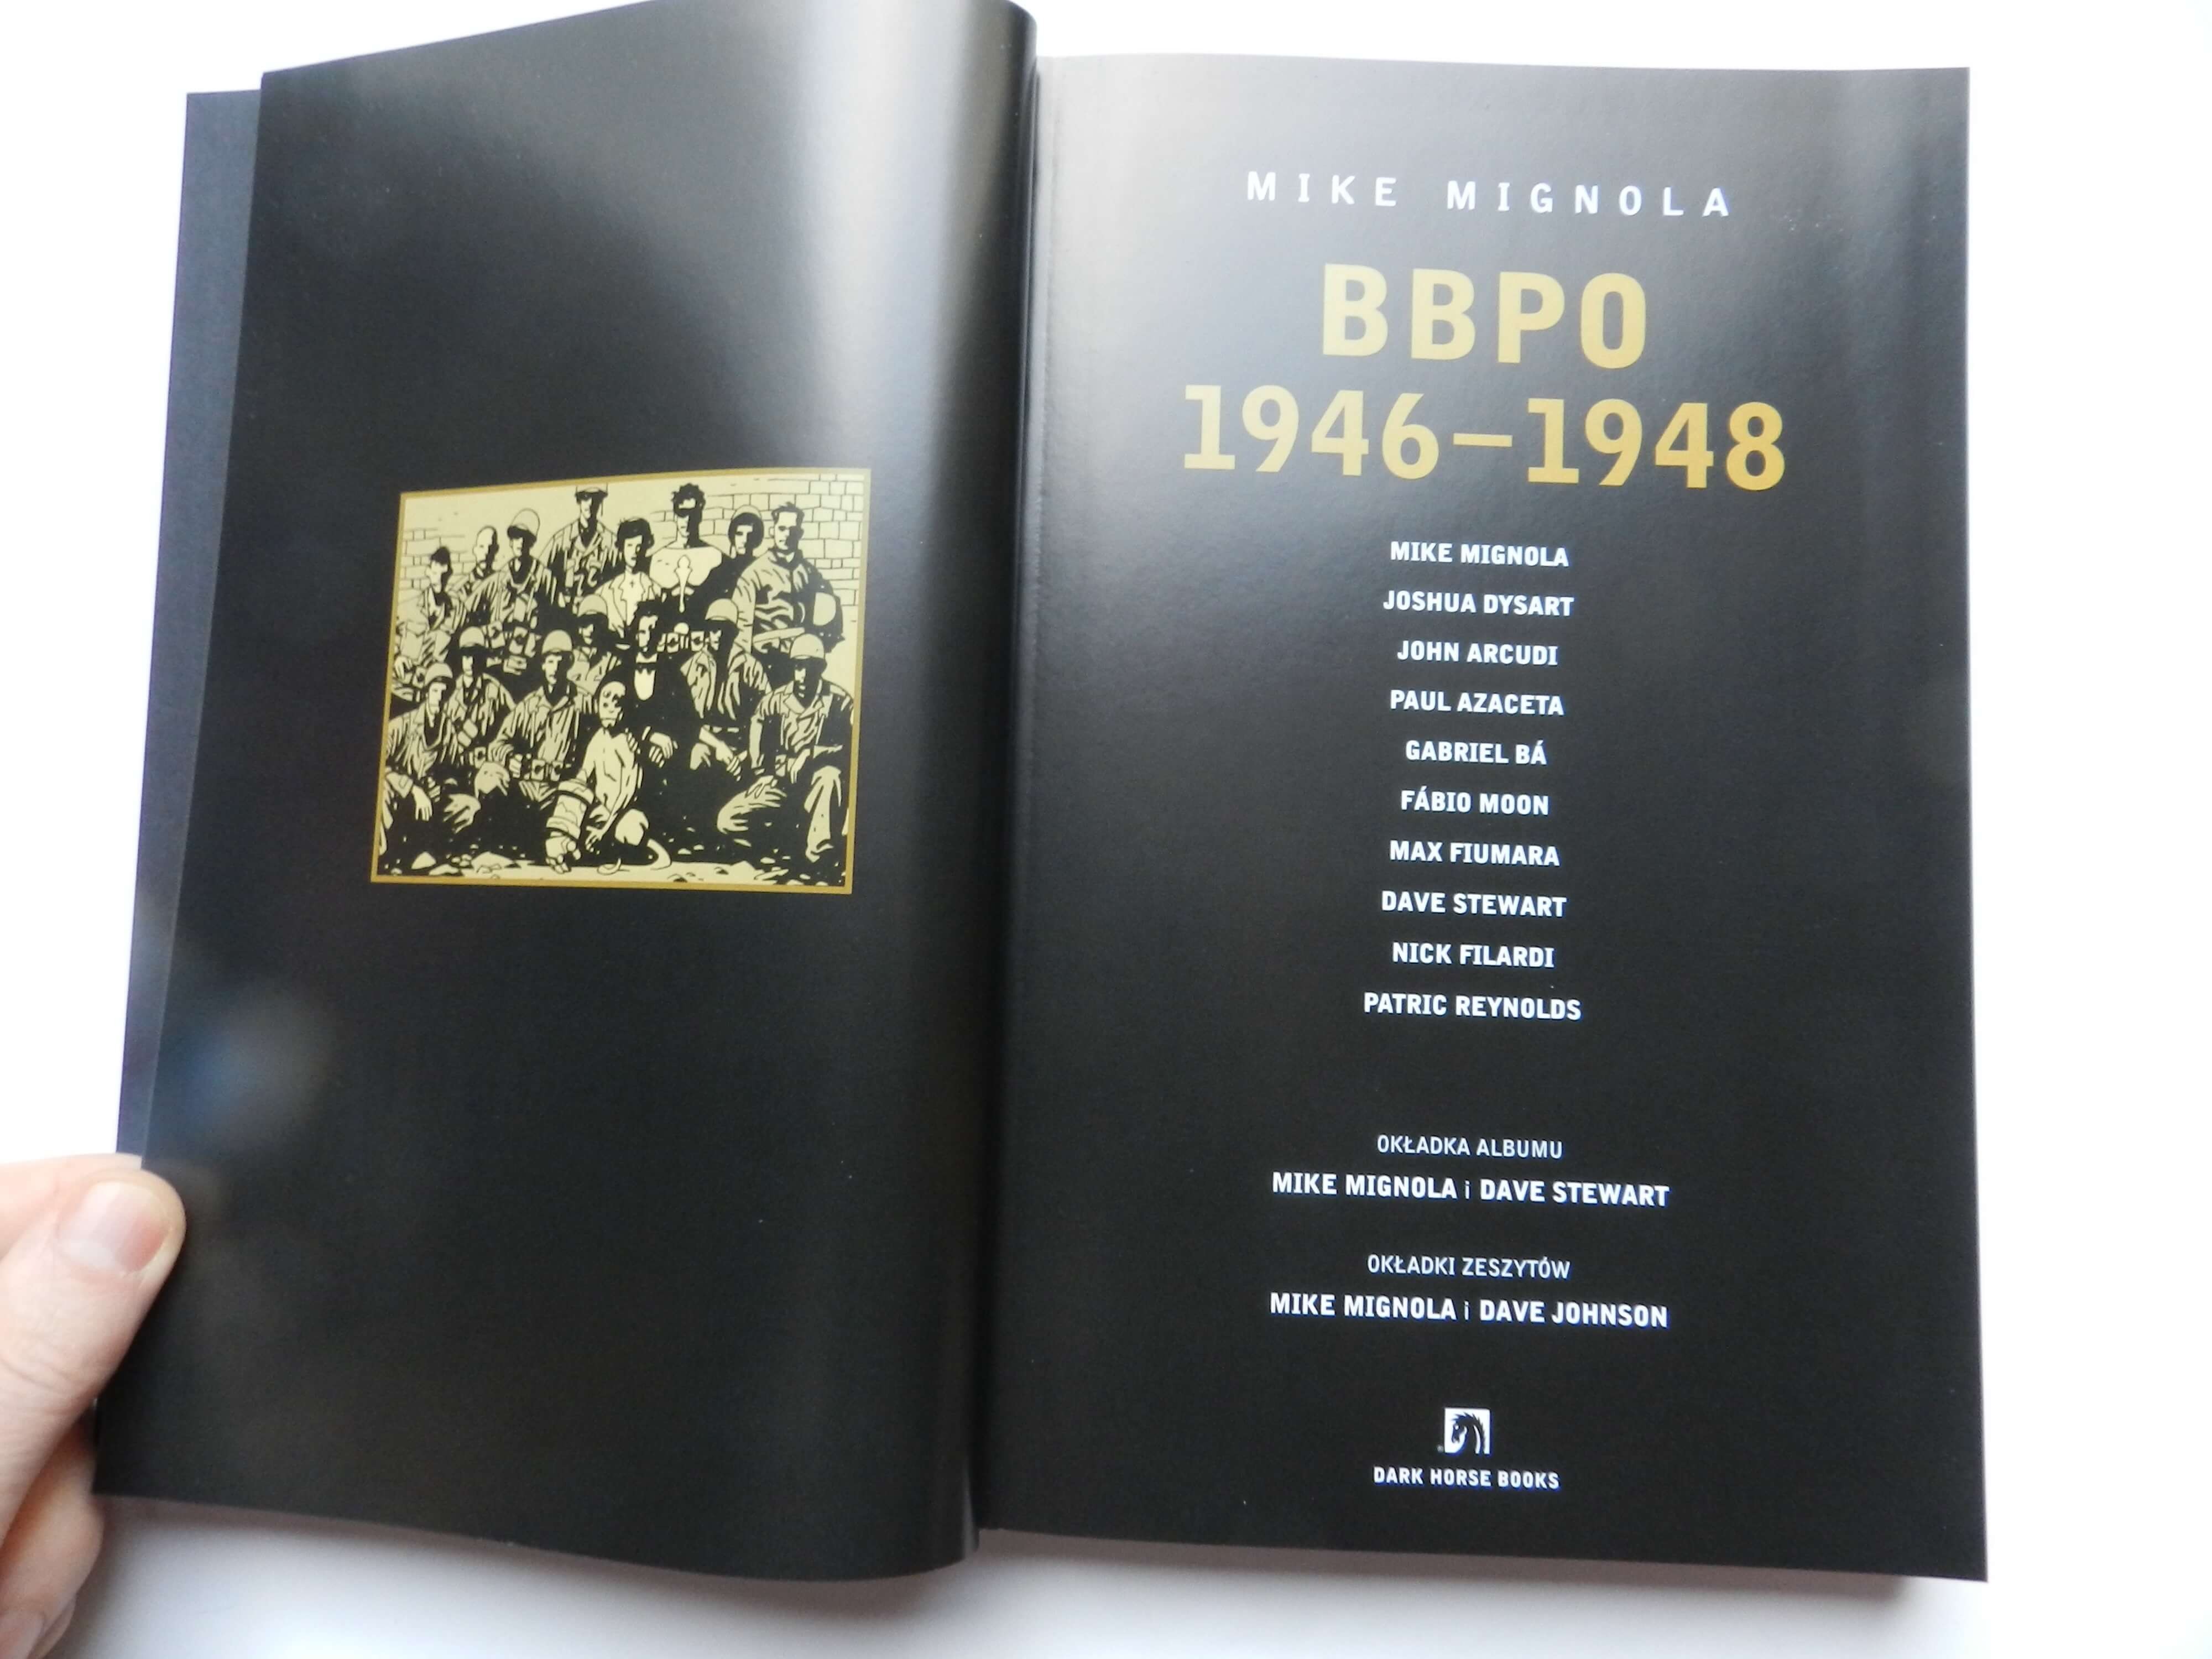 MIKE MIGNOLA
BBPO
1946–1948
MIKE MIGNOLA
JOSHUA DYSART
JOHN ARCUDI
PAUL AZACETA
GABRIEL BÁ
FÁBIO MOON
MAX FIUMARA
DAVE STEWART
NICK FILARDI
PATRIC REYNOLDS
OKŁADKA ALBUMU
MIKE MIGNOLA i DAVE STEWART
OKŁADKI ZESZYTÓW
MIKE MIGNOLA i DAVE JOHNSON
DARK HORSE BOOKS